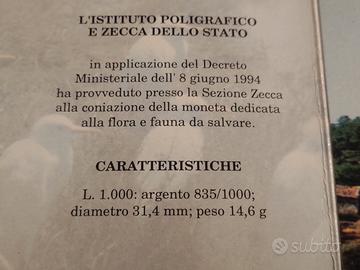 L'ISTITUTO POLIGRAFICO
E ZECCA DELLO STATO
in applicazione del Decreto
Ministeriale dell' 8 giugno 1994
ha provveduto presso la Sezione Zecca
alla coniazione della moneta dedicata
alla flora e fauna da salvare.
CARATTERISTICHE
L. 1.000: argento 835/1000;
diametro 31,4 mm; peso 14,6 g
subito